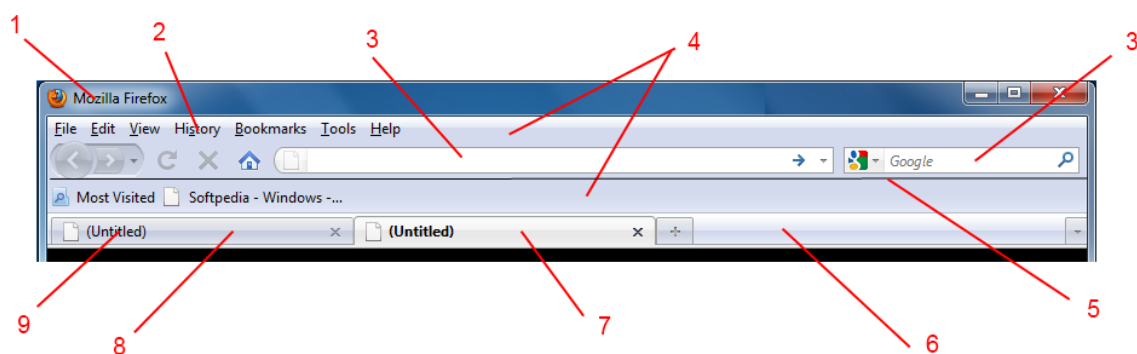 1 2 3 4 3
Mozilla Firefox
File Edit View History Bookmarks Tools Help
Google
Most Visited Softpedia - Windows -...
(Untitled) (Untitled)
9 8 7 6 5